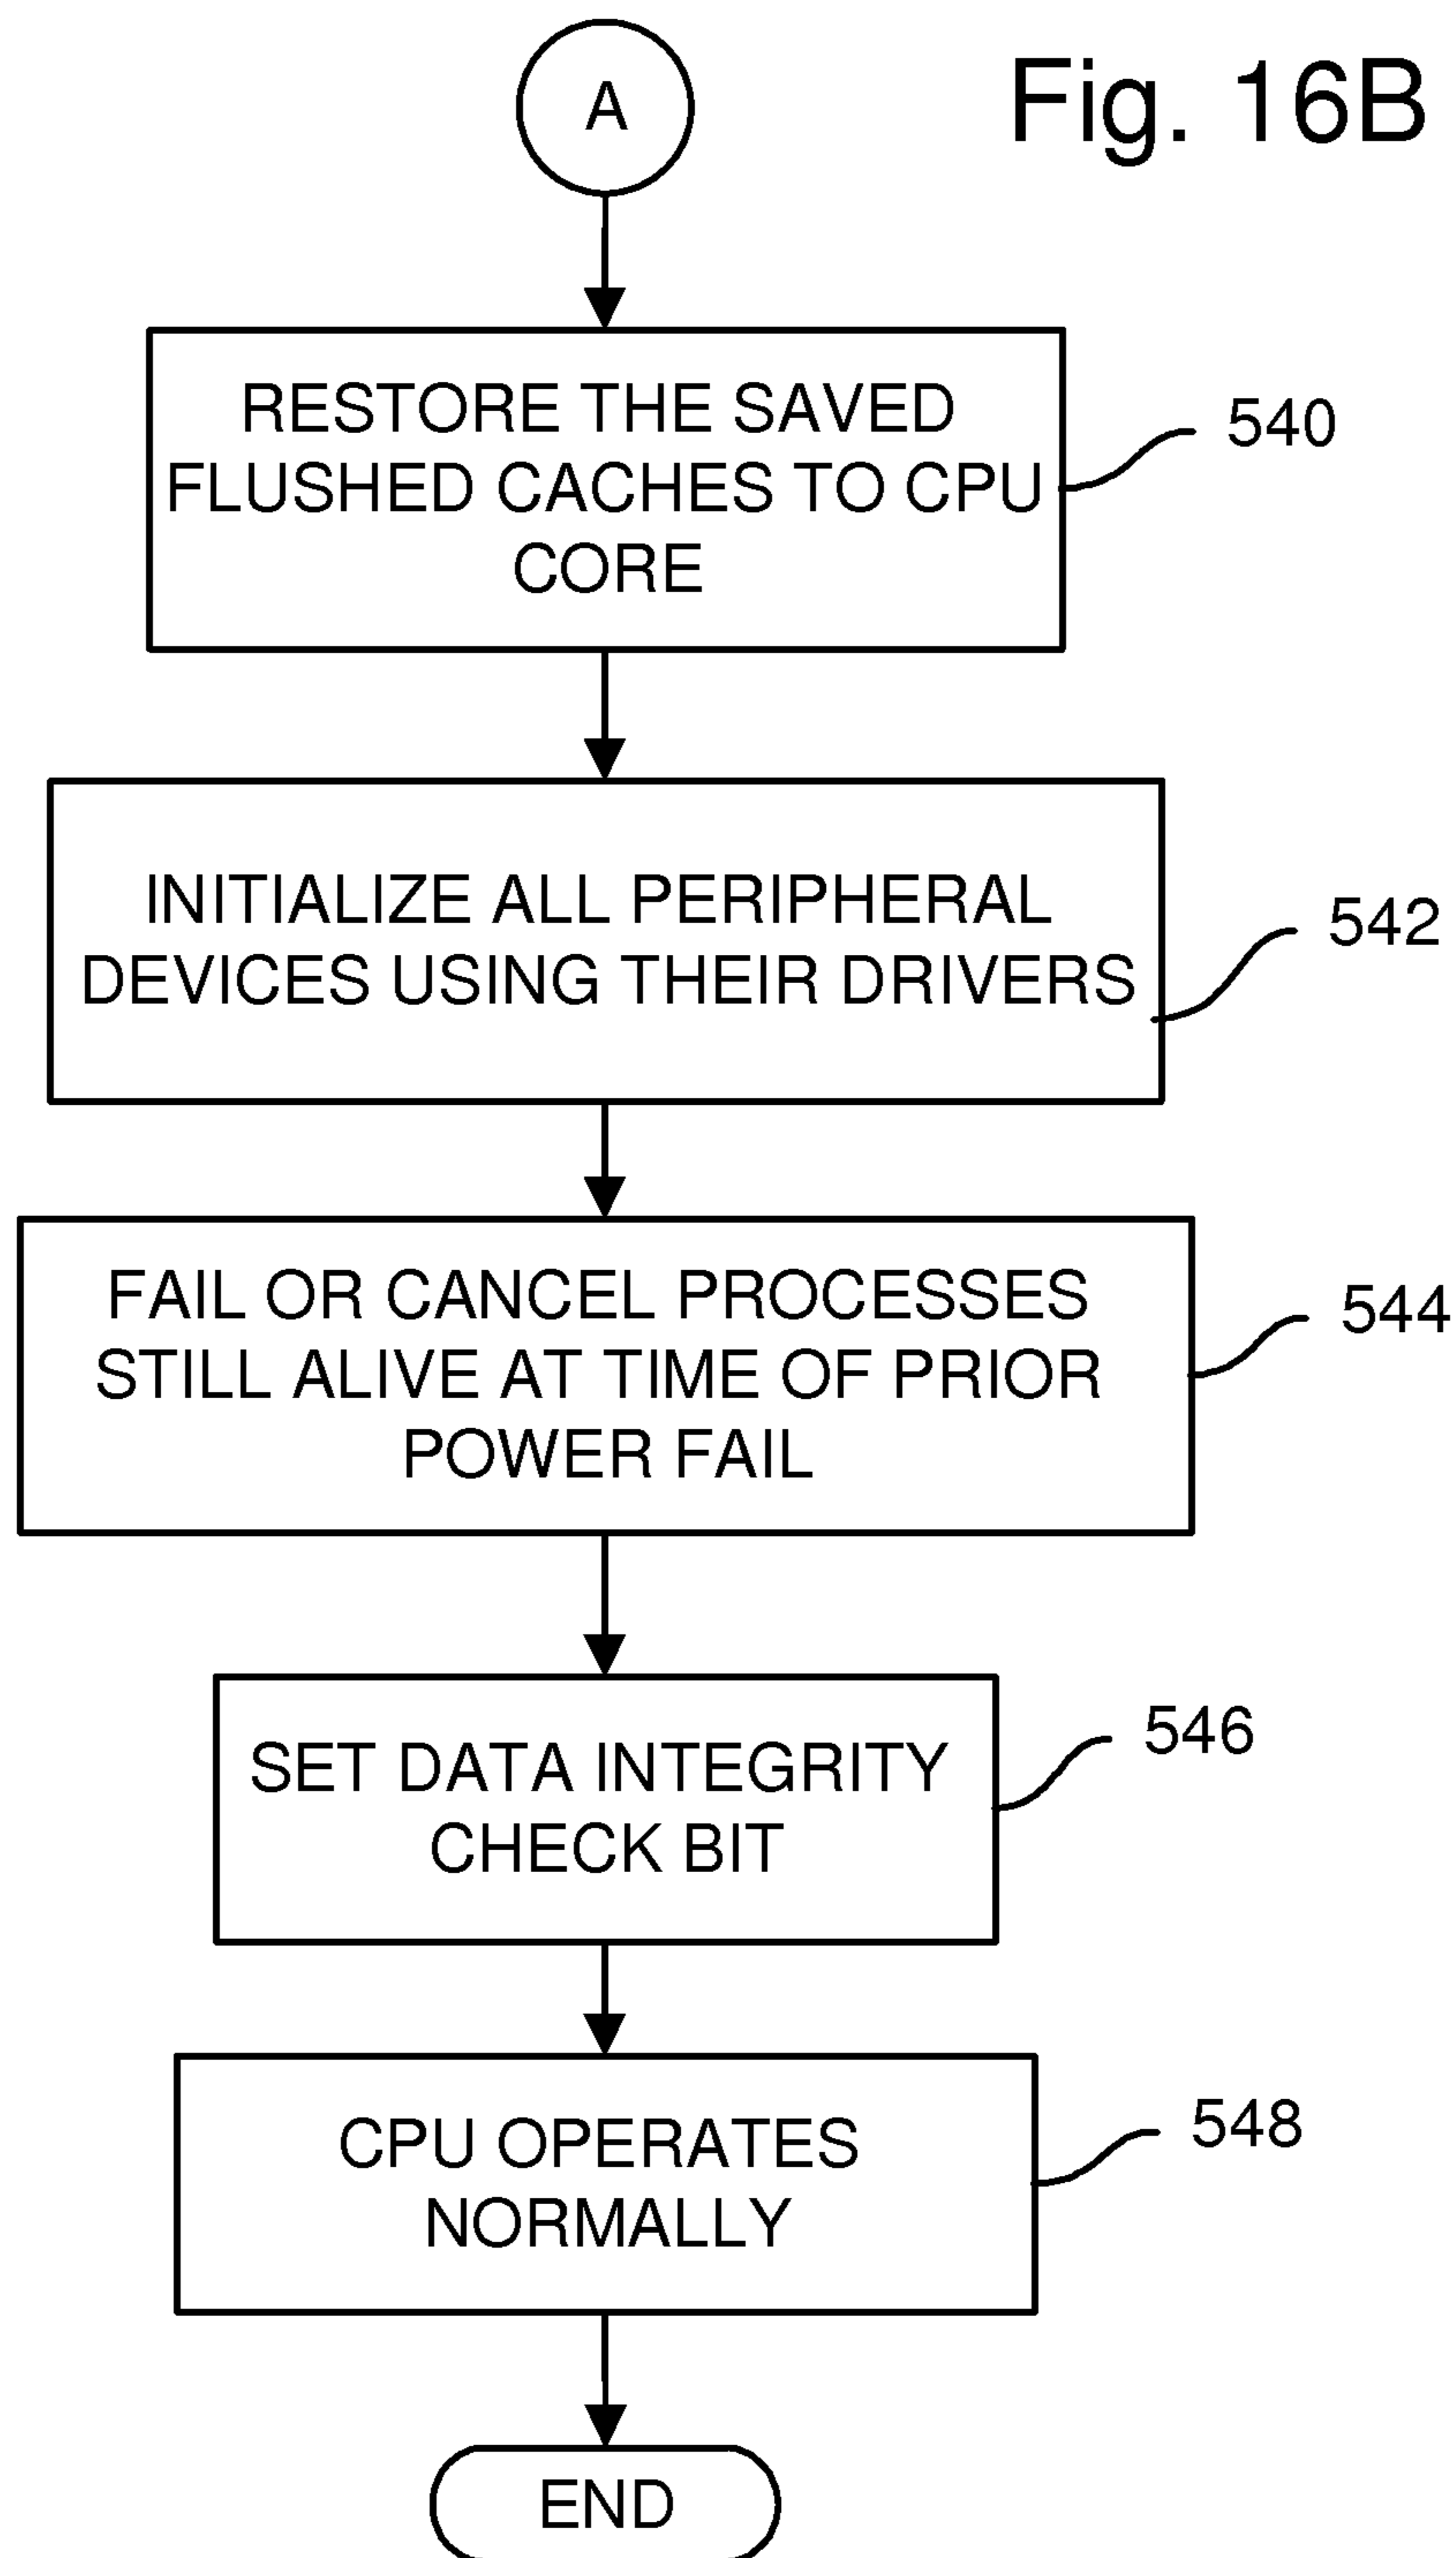 A
Fig. 16B
RESTORE THE SAVED
FLUSHED CACHES TO CPU
CORE
540
INITIALIZE ALL PERIPHERAL
DEVICES USING THEIR DRIVERS
542
FAIL OR CANCEL PROCESSES
STILL ALIVE AT TIME OF PRIOR
POWER FAIL
544
SET DATA INTEGRITY
CHECK BIT
546
CPU OPERATES
NORMALLY
548
END